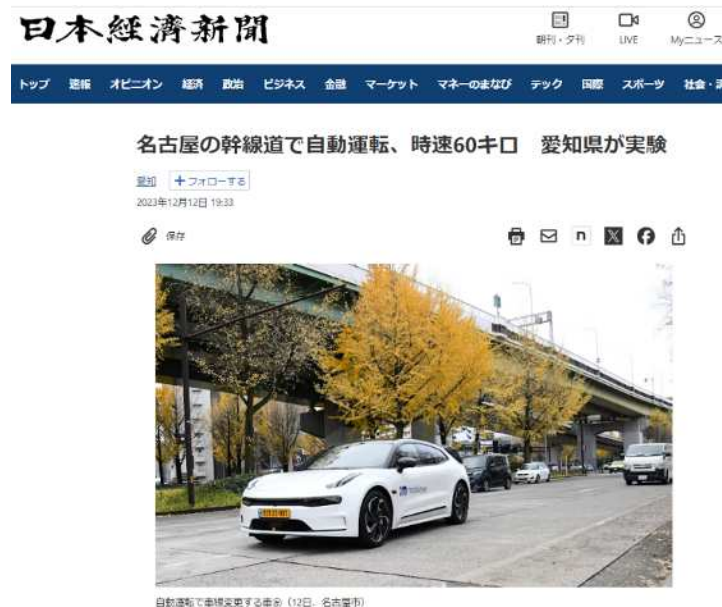 日本経済新聞
朝刊・夕刊
LIVE
Myニュース
トップ 速報 オピニオン 経済 政治 ビジネス 金融 マーケット マネーのまなび テック 国際 スポーツ 社会・
名古屋の幹線道で自動運転、時速60キロ 愛知県が実験
愛知 +フォローする
2023年12月12日 19:33
保存
自動運転で車線変更する車㊨（12日、名古屋市）